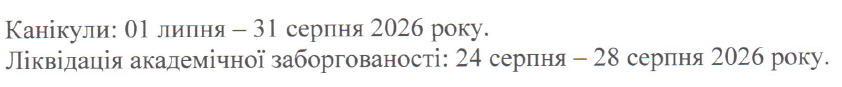 Канікули: 01 липня – 31 серпня 2026 року.
Ліквідація академічної заборгованості: 24 серпня – 28 серпня 2026 року.